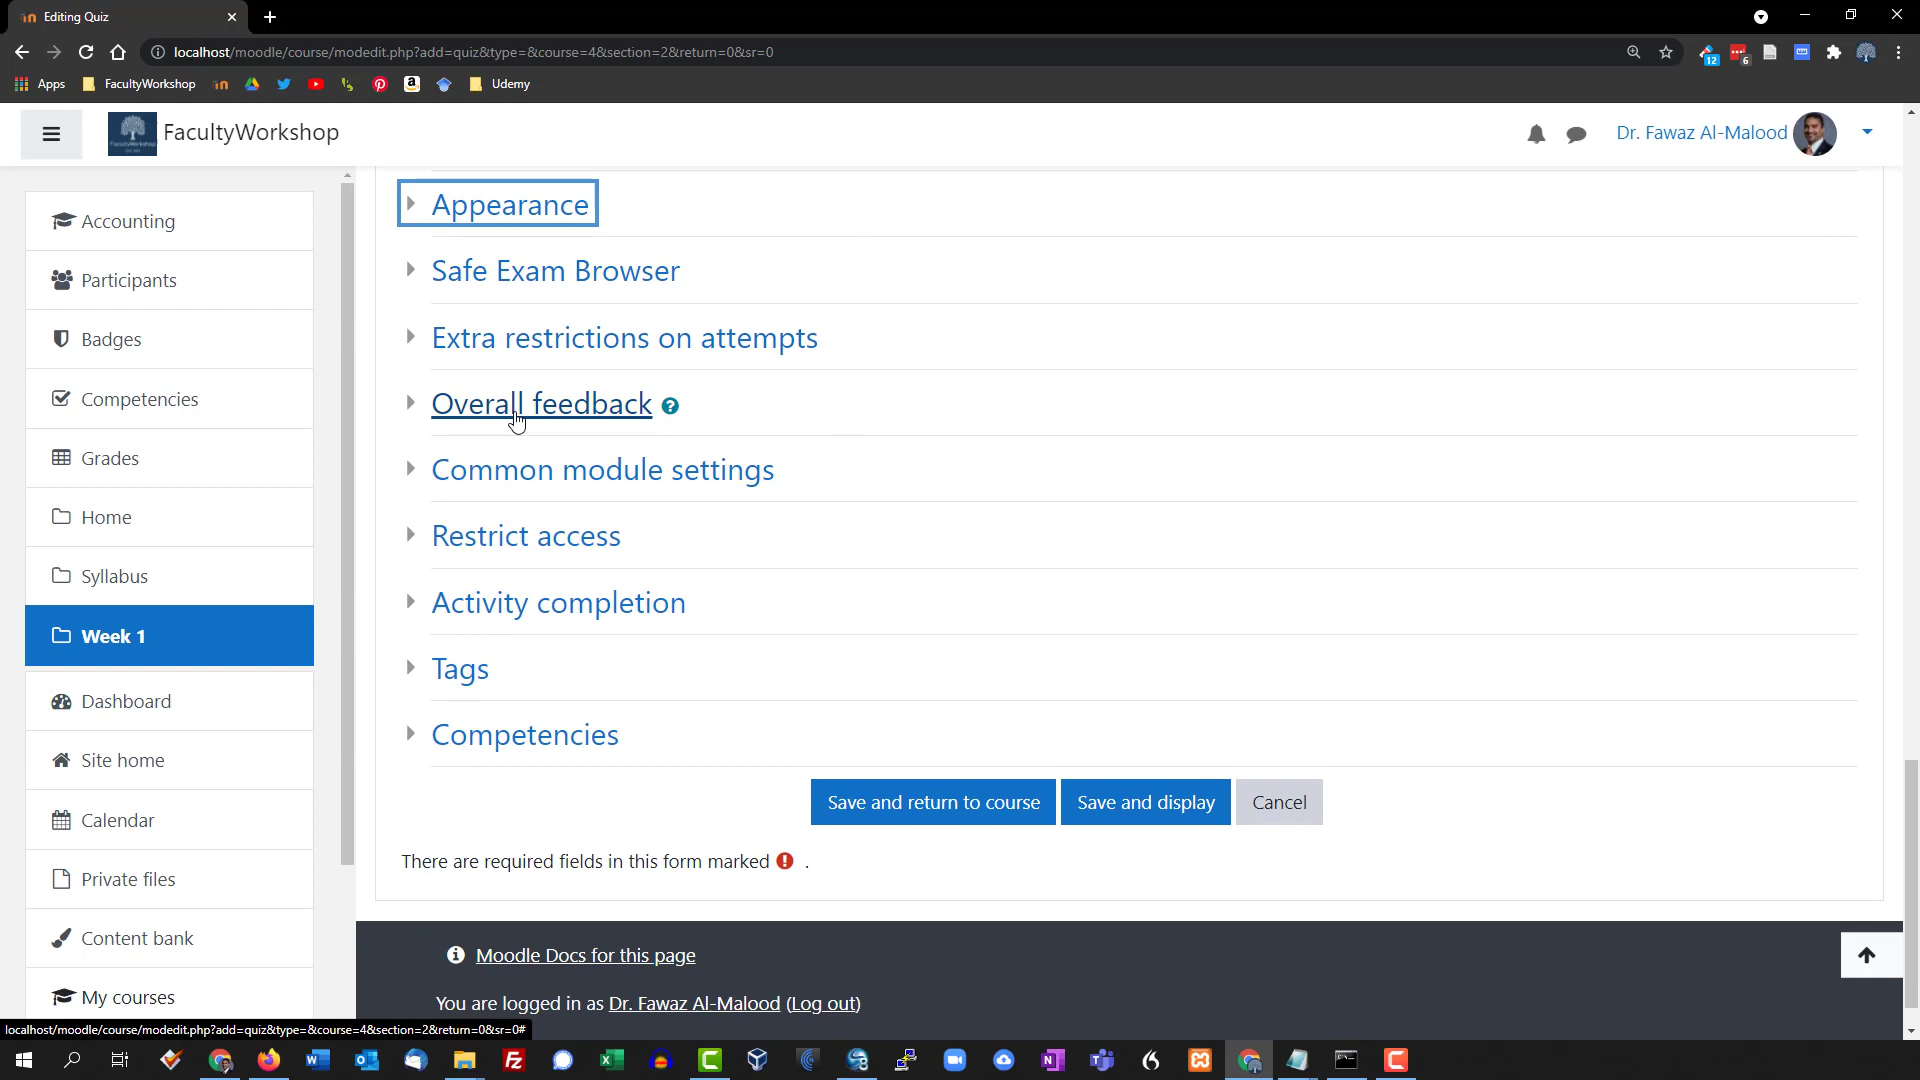 Editing Quiz
localhost/moodle/course/modedit.php?add=quiz&type=&course=4&section=2&return=0&sr=0
12
6
Apps
FacultyWorkshop
Udemy
FacultyWorkshop
Dr. Fawaz Al-Malood
Accounting
Participants
Badges
Competencies
Grades
Home
Syllabus
Week 1
Dashboard
Site home
Calendar
Private files
Content bank
My courses
Appearance
Safe Exam Browser
Extra restrictions on attempts
Overall feedback
Common module settings
Restrict access
Activity completion
Tags
Competencies
Save and return to course
Save and display
Cancel
There are required fields in this form marked .
Moodle Docs for this page
You are logged in as Dr. Fawaz Al-Malood (Log out)
localhost/moodle/course/modedit.php?add=quiz&type=&course=4&section=2&return=0&sr=0#